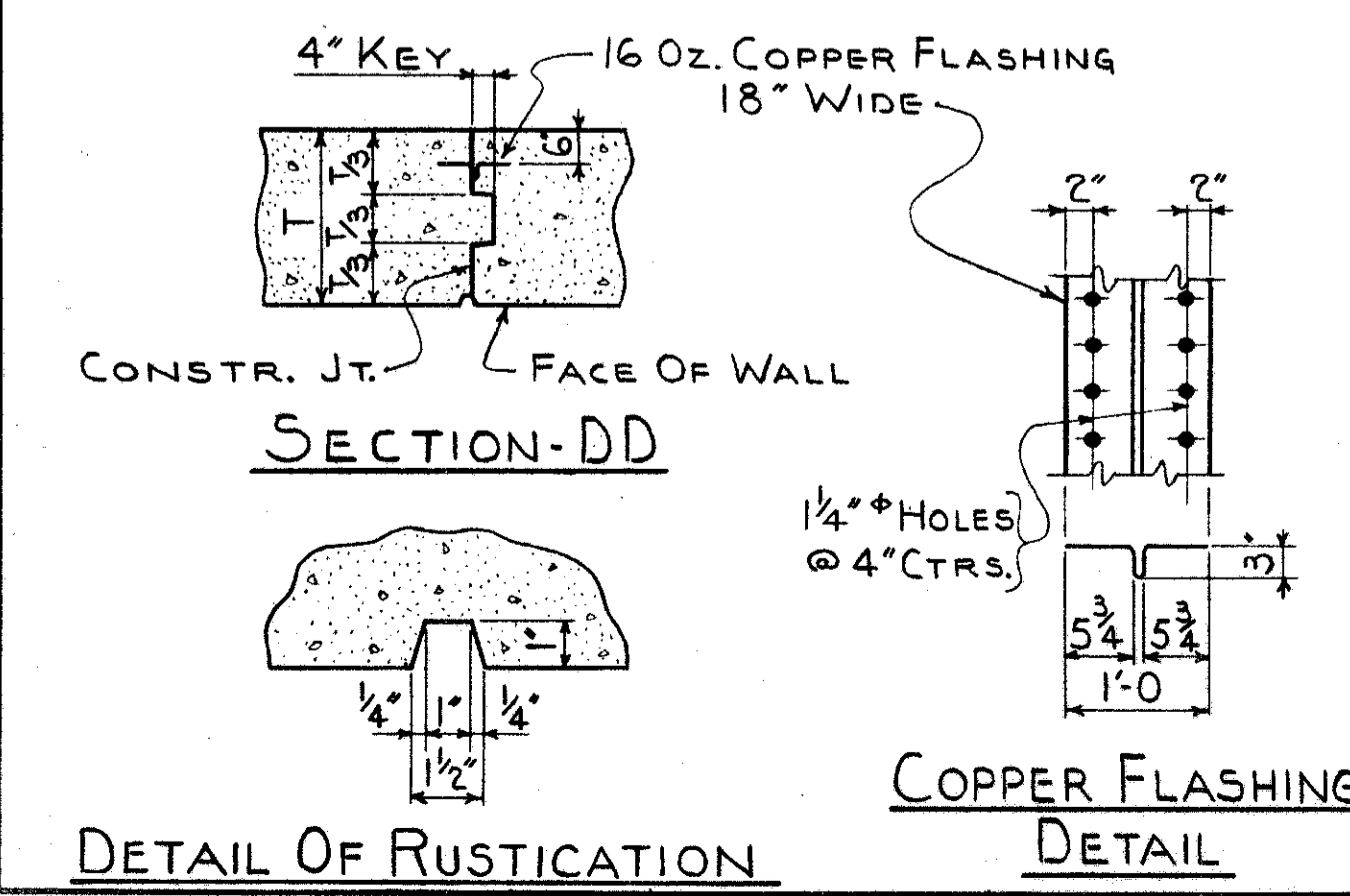 4" KEY
16 OZ. COPPER FLASHING
18" WIDE
6"
T
T/3
T/3
T/3
CONSTR. JT.
FACE OF WALL
SECTION-DD
2"
2"
1¼" ⌀ HOLES
@ 4" CTRS.
3"
5¾
5¾
1'-0
COPPER FLASHING
DETAIL
1"
¼"
1"
¼"
1½"
DETAIL OF RUSTICATION